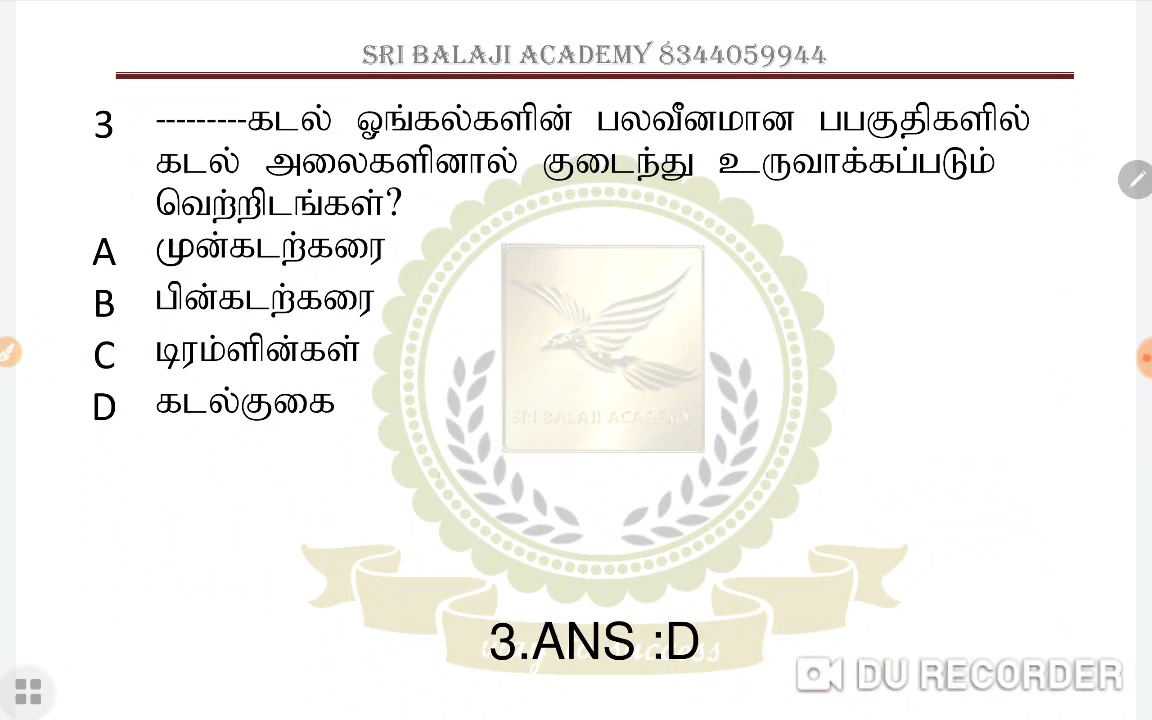 SRI BALAJI ACADEMY 8344059944
3 ---------கடல் ஓங்கல்களின் பலவீனமான பபகுதிகளில்
கடல் அலைகளினால் குடைந்து உருவாக்கப்படும்
வெற்றிடங்கள்?
A முன்கடற்கரை
B பின்கடற்கரை
C டிரம்ளின்கள்
D கடல்குகை
SRI BALAJI ACADEMY
3.ANS :D
DU RECORDER